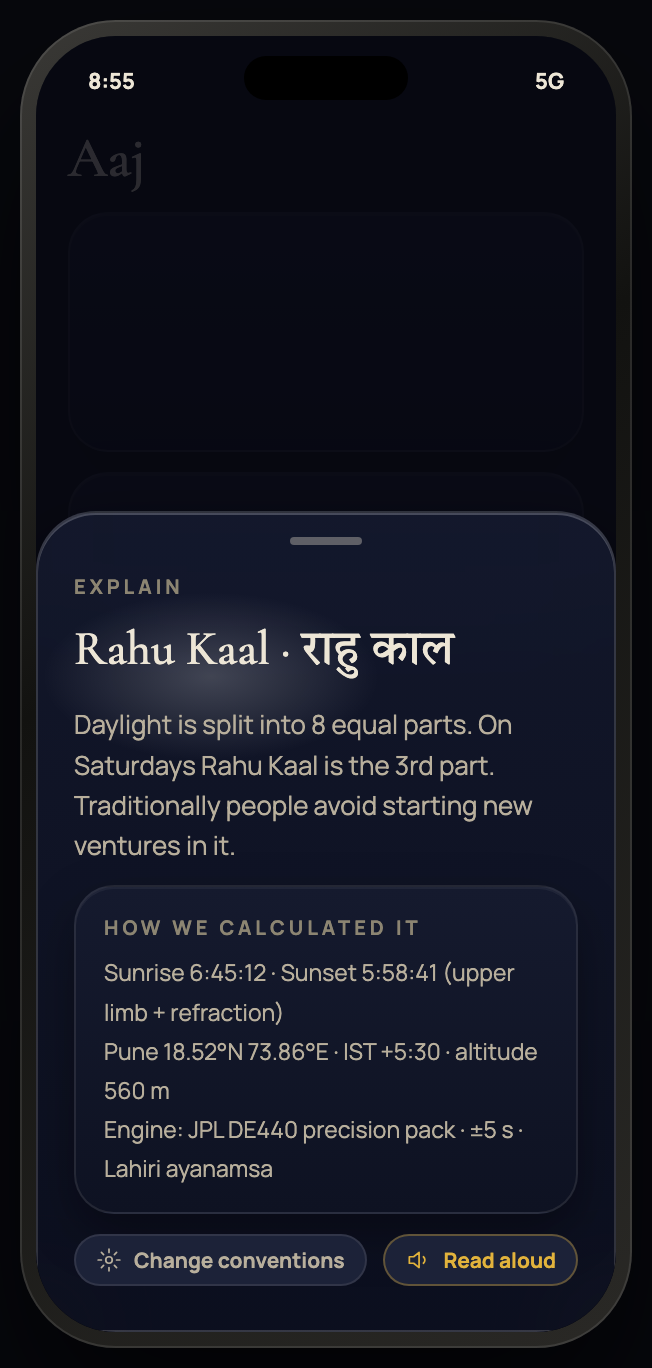 8:55
5G
Aaj
EXPLAIN
Rahu Kaal · राहु काल
Daylight is split into 8 equal parts. On
Saturdays Rahu Kaal is the 3rd part.
Traditionally people avoid starting new
ventures in it.
HOW WE CALCULATED IT
Sunrise 6:45:12 · Sunset 5:58:41 (upper
limb + refraction)
Pune 18.52°N 73.86°E · IST +5:30 · altitude
560 m
Engine: JPL DE440 precision pack · ±5 s ·
Lahiri ayanamsa
Change conventions
Read aloud